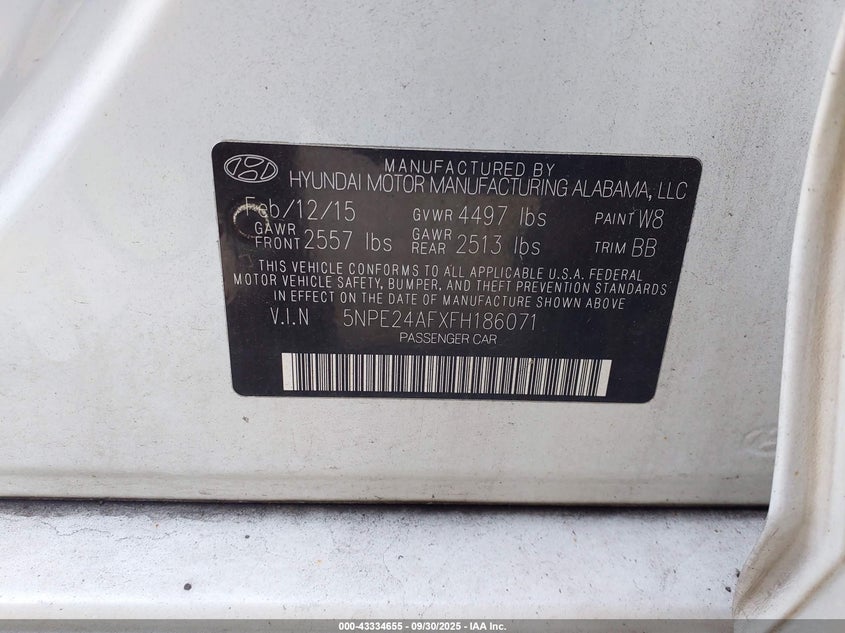 MANUFACTURED BY
HYUNDAI MOTOR MANUFACTURING ALABAMA, LLC
Feb/12/15 GVWR 4497 lbs PAINT W8
GAWR FRONT 2557 lbs GAWR REAR 2513 lbs TRIM BB
THIS VEHICLE CONFORMS TO ALL APPLICABLE U.S.A. FEDERAL
MOTOR VEHICLE SAFETY, BUMPER, AND THEFT PREVENTION STANDARDS
IN EFFECT ON THE DATE OF MANUFACTURE SHOWN ABOVE
V.I.N 5NPE24AFXFH186071
PASSENGER CAR
000-43334655 - 09/30/2025 - IAA Inc.